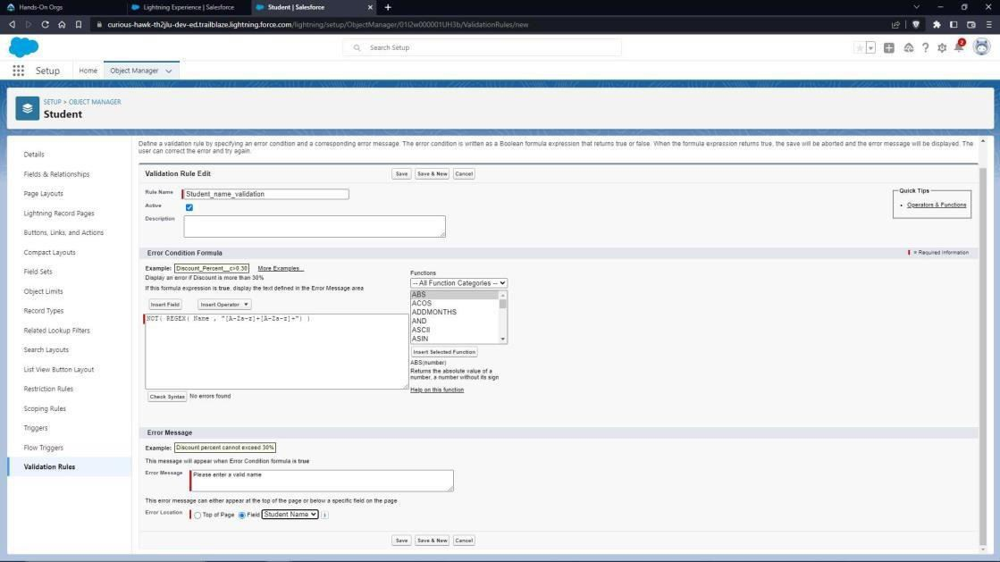 Hands-On Orgs
Lightning Experience | Salesforce
Student | Salesforce
curious-hawk-th2jlu-dev-ed.trailblaze.lightning.force.com/lightning/setup/ObjectManager/01I2w000001UH3b/ValidationRules/new
Search Setup
2
Setup
Home
Object Manager
SETUP > OBJECT MANAGER
Student
Details
Fields & Relationships
Page Layouts
Lightning Record Pages
Buttons, Links, and Actions
Compact Layouts
Field Sets
Object Limits
Record Types
Related Lookup Filters
Search Layouts
List View Button Layout
Restriction Rules
Scoping Rules
Triggers
Flow Triggers
Validation Rules
Define a validation rule by specifying an error condition and a corresponding error message. The error condition is written as a Boolean formula expression that returns true or false. When the formula expression returns true, the save will be aborted and the error message will be displayed. The
user can correct the error and try again.
Validation Rule Edit
Save
Save & New
Cancel
Rule Name
Student_name_validation
Active
Description
Quick Tips
Operators & Functions
Error Condition Formula
= Required Information
Example:
Discount_Percent__c>0.30
More Examples...
Display an error if Discount is more than 30%
If this formula expression is true, display the text defined in the Error Message area
Insert Field
Insert Operator
NOT( REGEX( Name , "[A-Za-z]+[A-Za-z]+") )
Functions
-- All Function Categories --
ABS
ACOS
ADDMONTHS
AND
ASCII
ASIN
Insert Selected Function
ABS(number)
Returns the absolute value of a
number, a number without its sign
Help on this function
Check Syntax
No errors found
Error Message
Example:
Discount percent cannot exceed 30%
This message will appear when Error Condition formula is true
Error Message
Please enter a valid name
This error message can either appear at the top of the page or below a specific field on the page
Error Location
Top of Page
Field
Student Name
i
Save
Save & New
Cancel